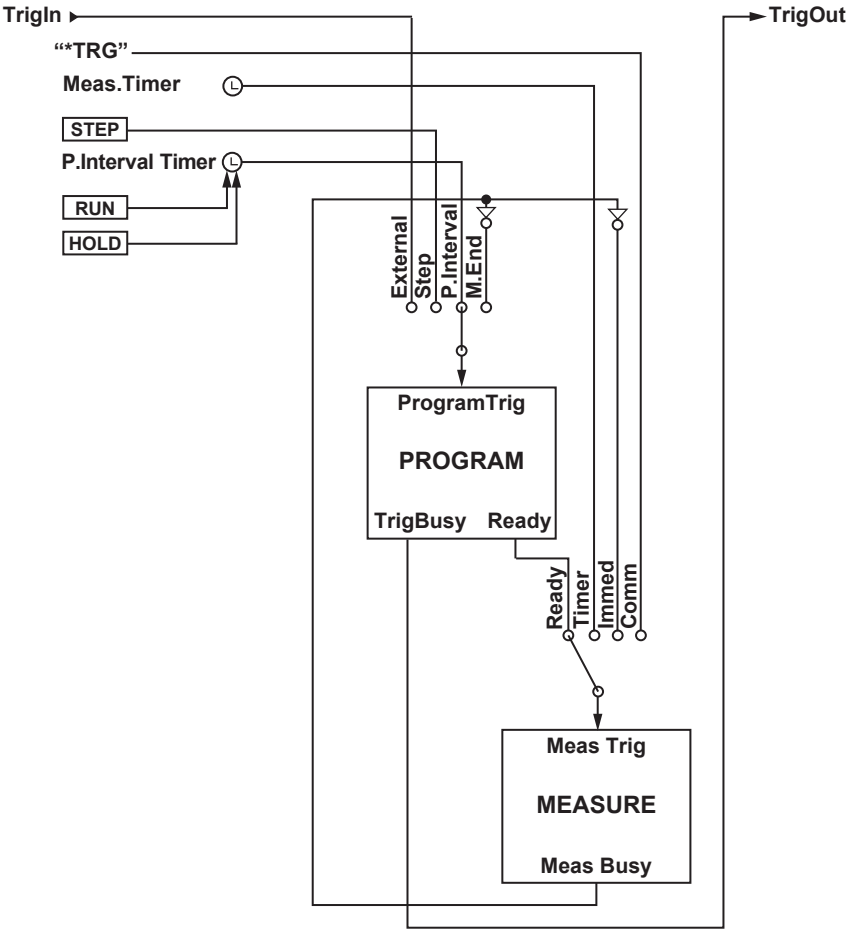 TrigIn
TrigOut
“*TRG”
Meas.Timer
STEP
P.Interval Timer
RUN
HOLD
External
Step
P.Interval
M.End
ProgramTrig
PROGRAM
TrigBusy Ready
Ready
Timer
Immed
Comm
Meas Trig
MEASURE
Meas Busy